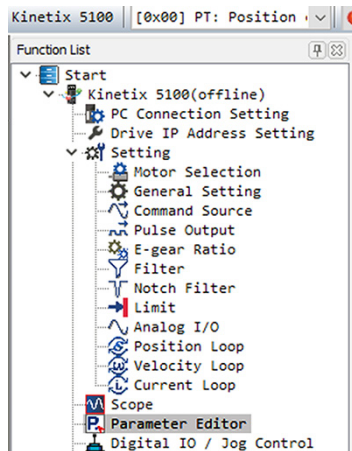 Kinetix 5100 [0x00] PT: Position
Function List
Start
Kinetix 5100(offline)
PC Connection Setting
Drive IP Address Setting
Setting
Motor Selection
General Setting
Command Source
Pulse Output
E-gear Ratio
Filter
Notch Filter
Limit
Analog I/O
Position Loop
Velocity Loop
Current Loop
Scope
Parameter Editor
Digital IO / Jog Control